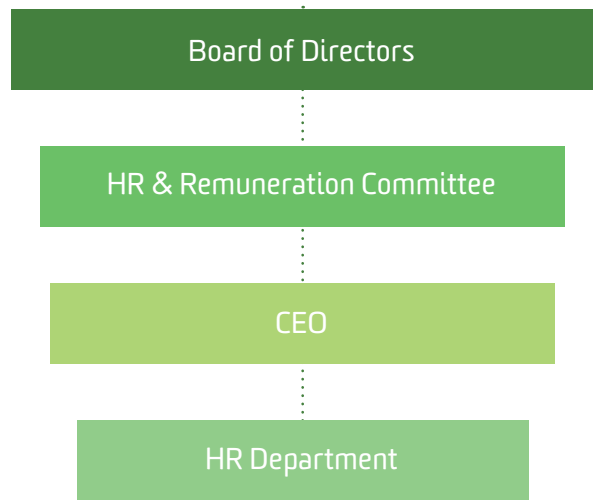 Board of Directors
HR & Remuneration Committee
CEO
HR Department